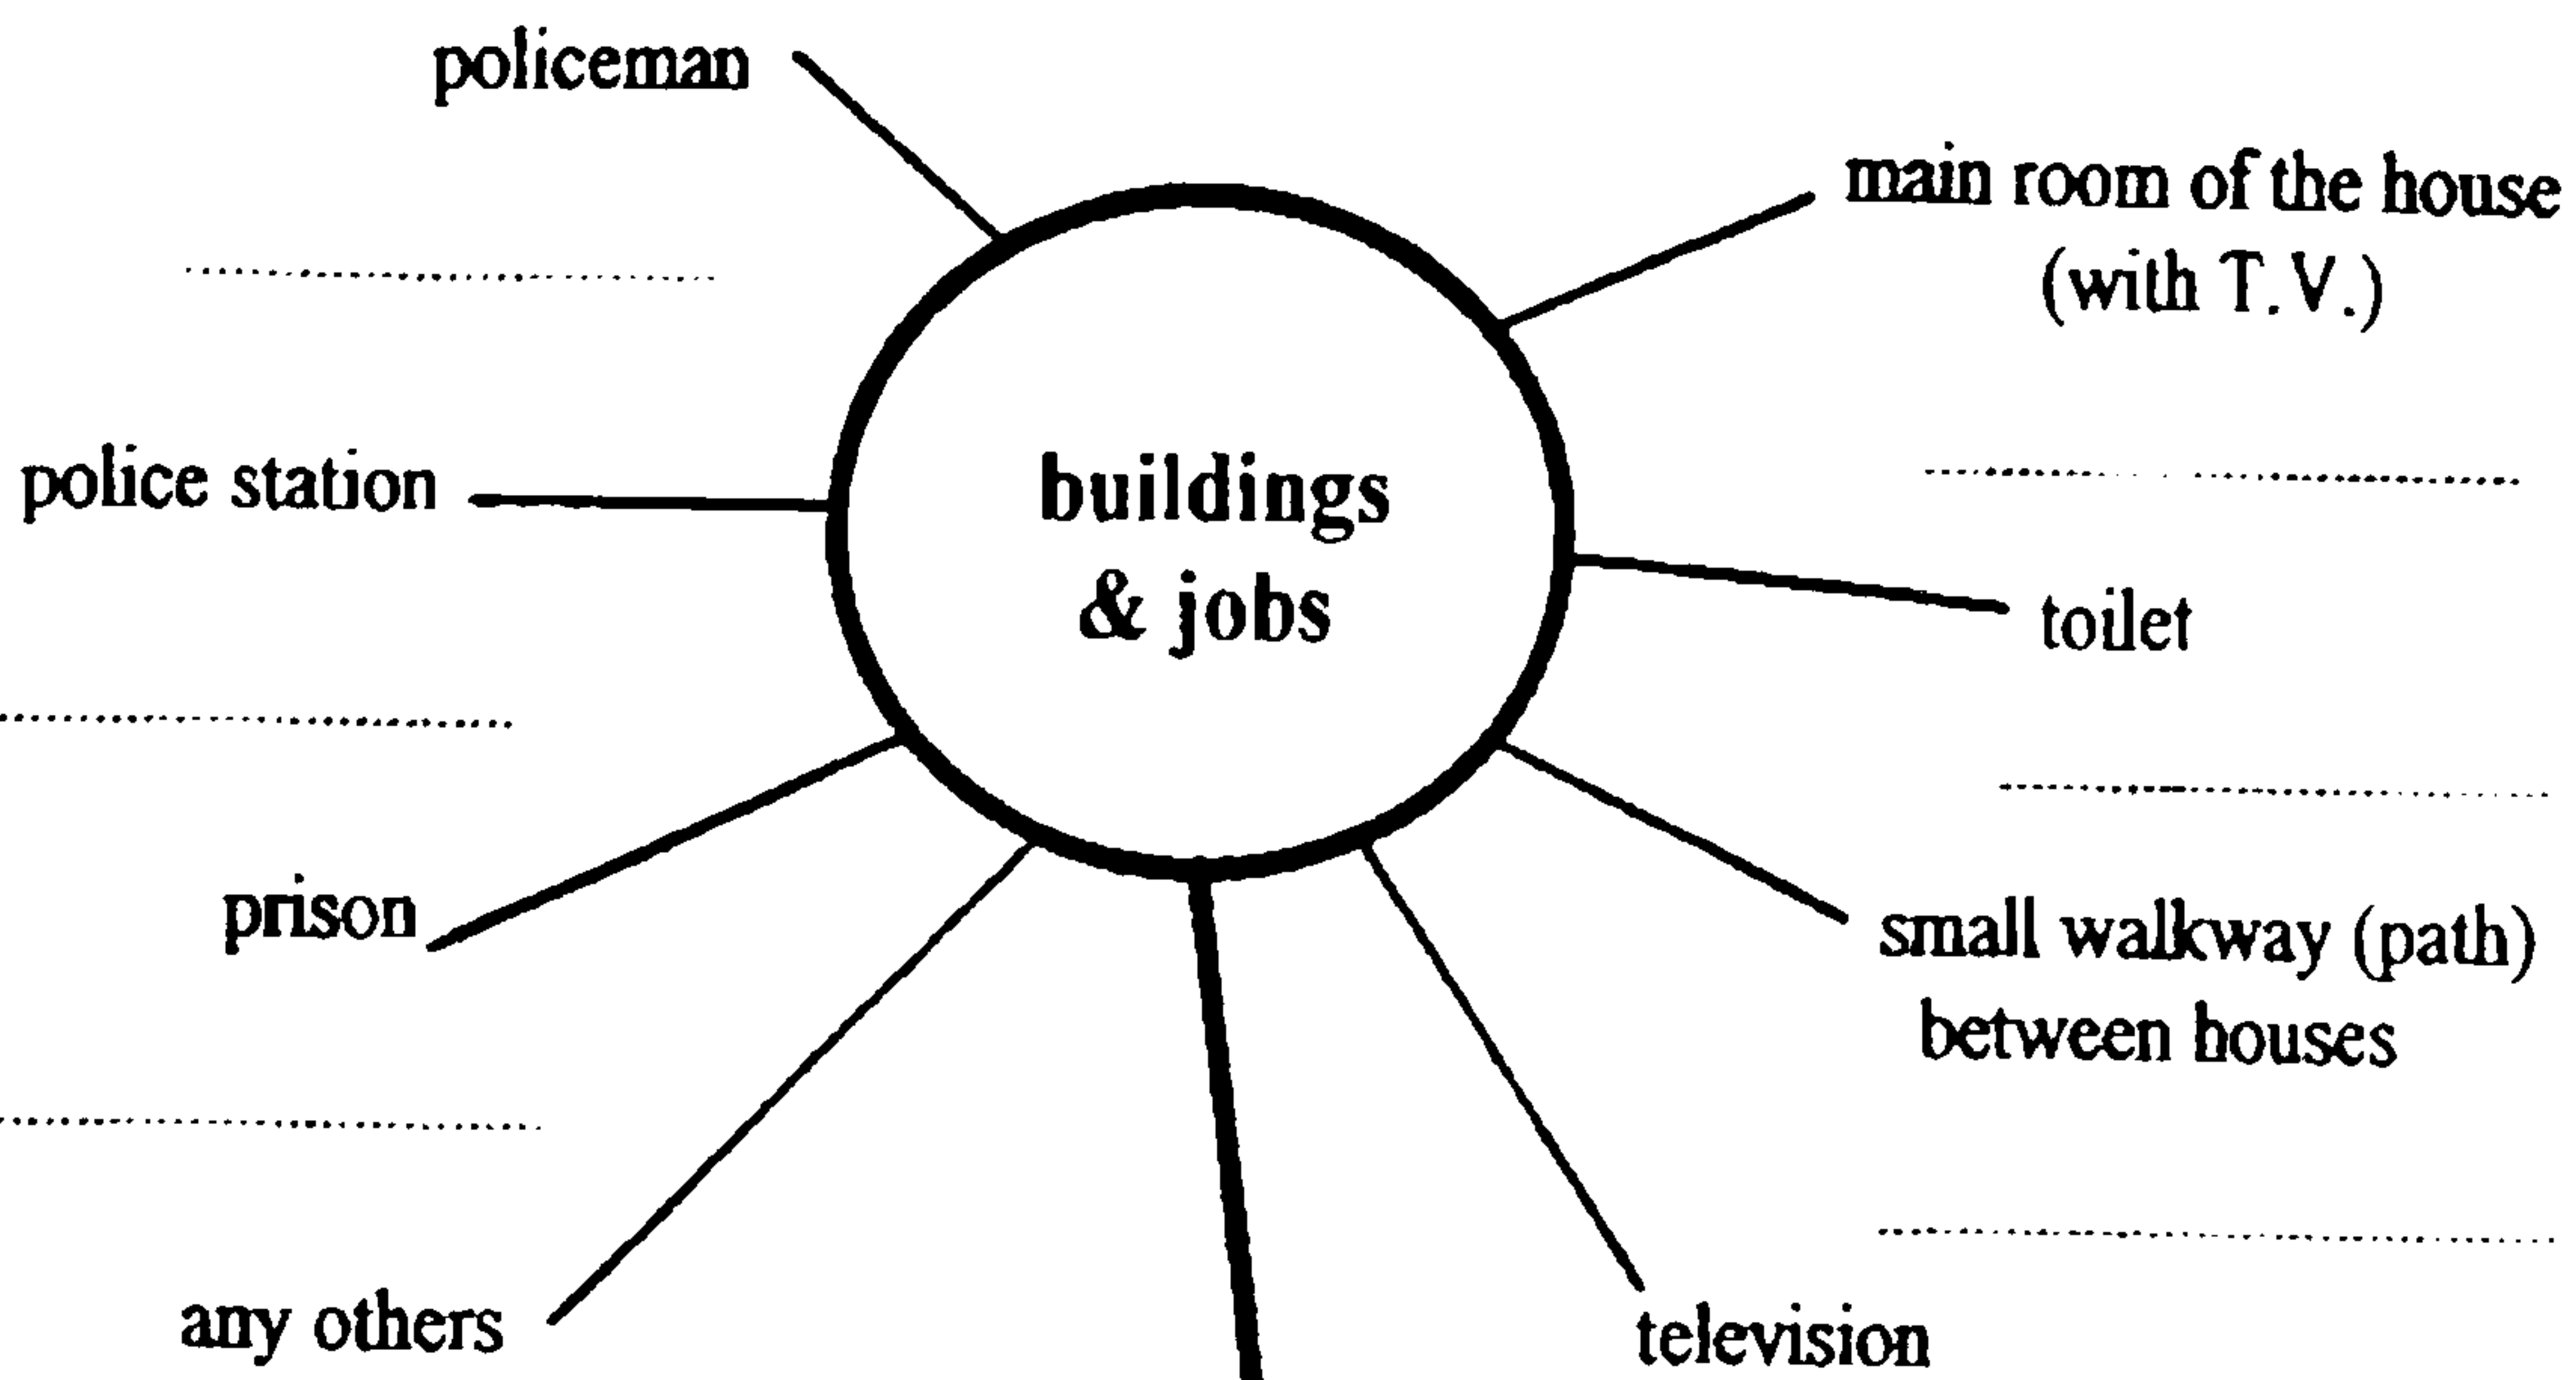 policeman
main room of the house
(with T.V.)
police station
buildings
& jobs
toilet
prison
small walkway (path)
between houses
any others
television